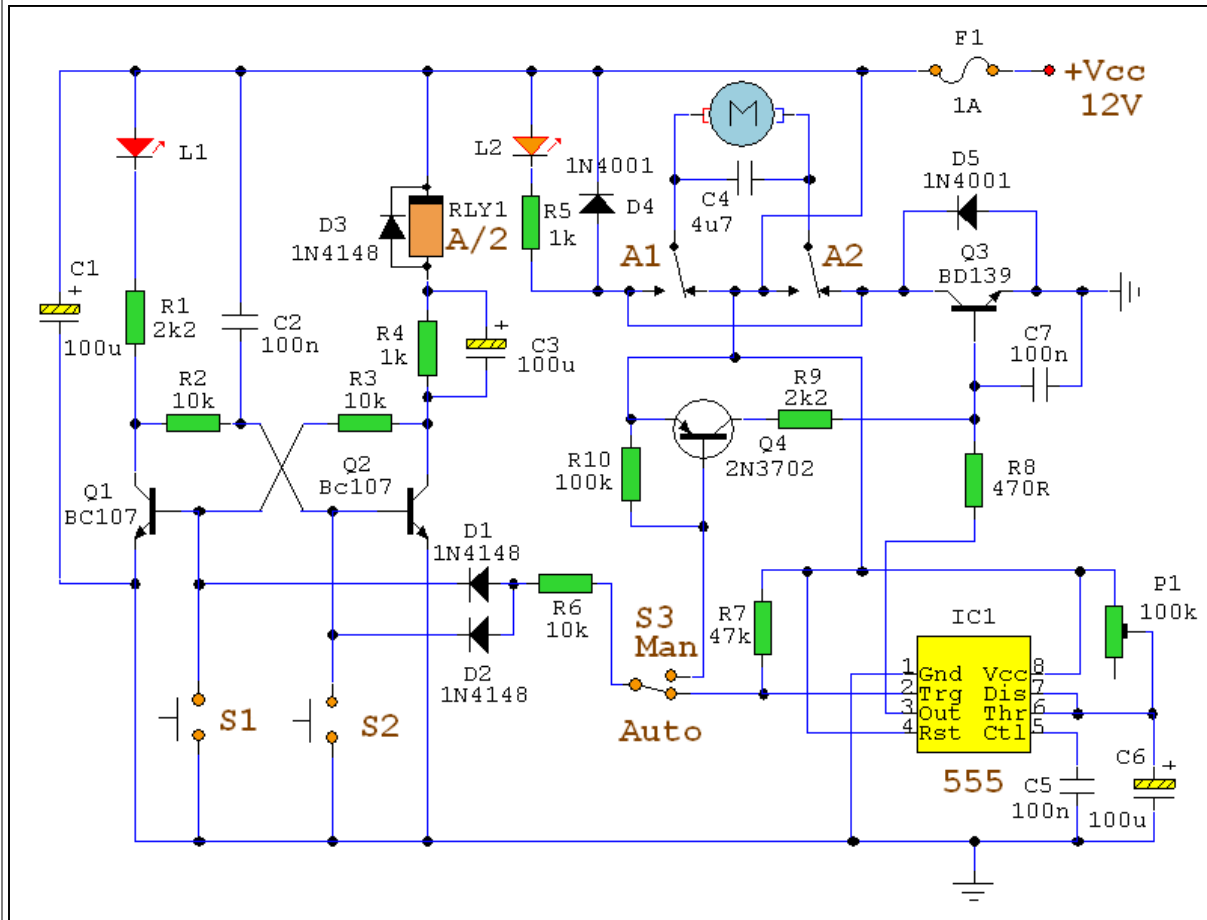 F1
+Vcc
12V
1A
L1
L2
1N4001
D4
R5
1k
C4
4u7
D5
1N4001
D3
1N4148
RLY1
A/2
M
A1
A2
Q3
BD139
C1
+
100u
R1
2k2
C2
100n
R4
1k
+
C3
100u
C7
100n
R2
10k
R3
10k
R9
2k2
Q4
2N3702
R10
100k
R8
470R
Q1
BC107
Q2
Bc107
D1
1N4148
R6
10k
D2
1N4148
S3
Man
Auto
R7
47k
IC1
P1
100k
1 Gnd Vcc 8
2 Trg Dis 7
3 Out Thr 6
4 Rst Ctl 5
555
S1
S2
C5
100n
C6
+
100u